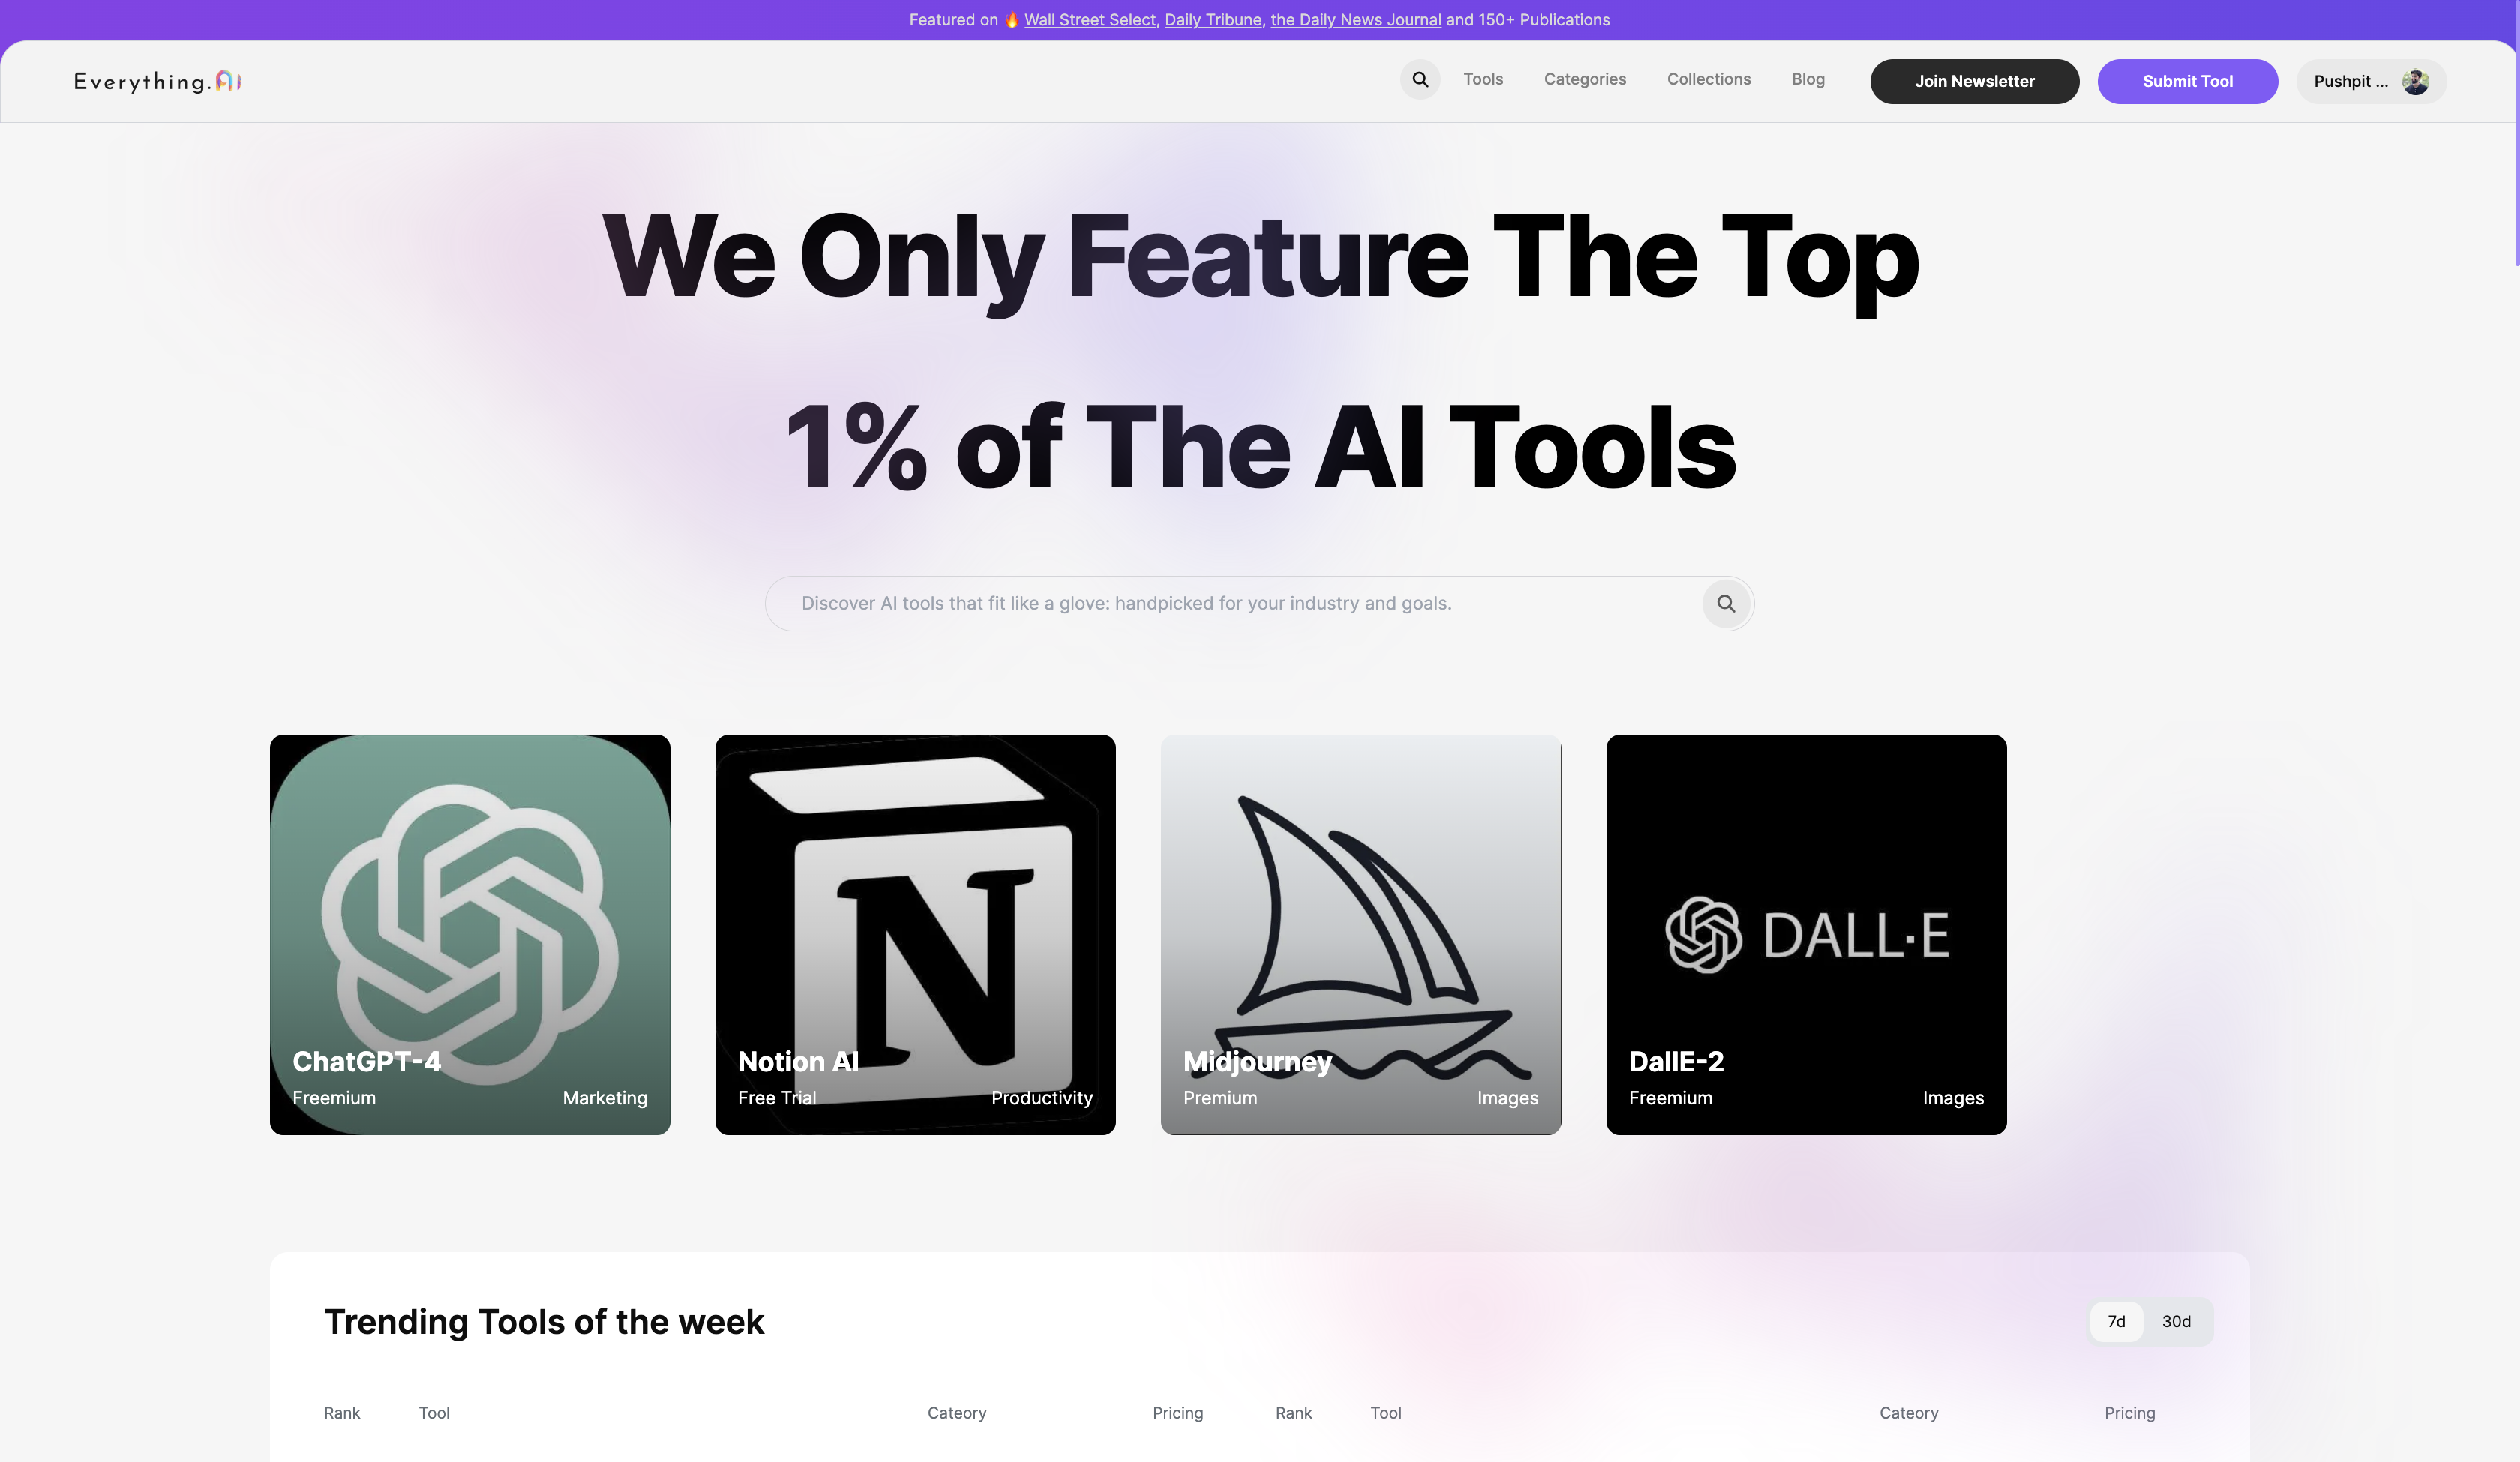 Featured on 🔥 Wall Street Select, Daily Tribune, the Daily News Journal and 150+ Publications
Everything.AI
Tools
Categories
Collections
Blog
Join Newsletter
Submit Tool
Pushpit ...
We Only Feature The Top
1% of The AI Tools
Discover AI tools that fit like a glove: handpicked for your industry and goals.
N
DALL·E
ChatGPT-4
Freemium Marketing
Notion AI
Free Trial Productivity
Midjourney
Premium Images
DallE-2
Freemium Images
Trending Tools of the week
7d 30d
Rank Tool Cateory Pricing
Rank Tool Cateory Pricing